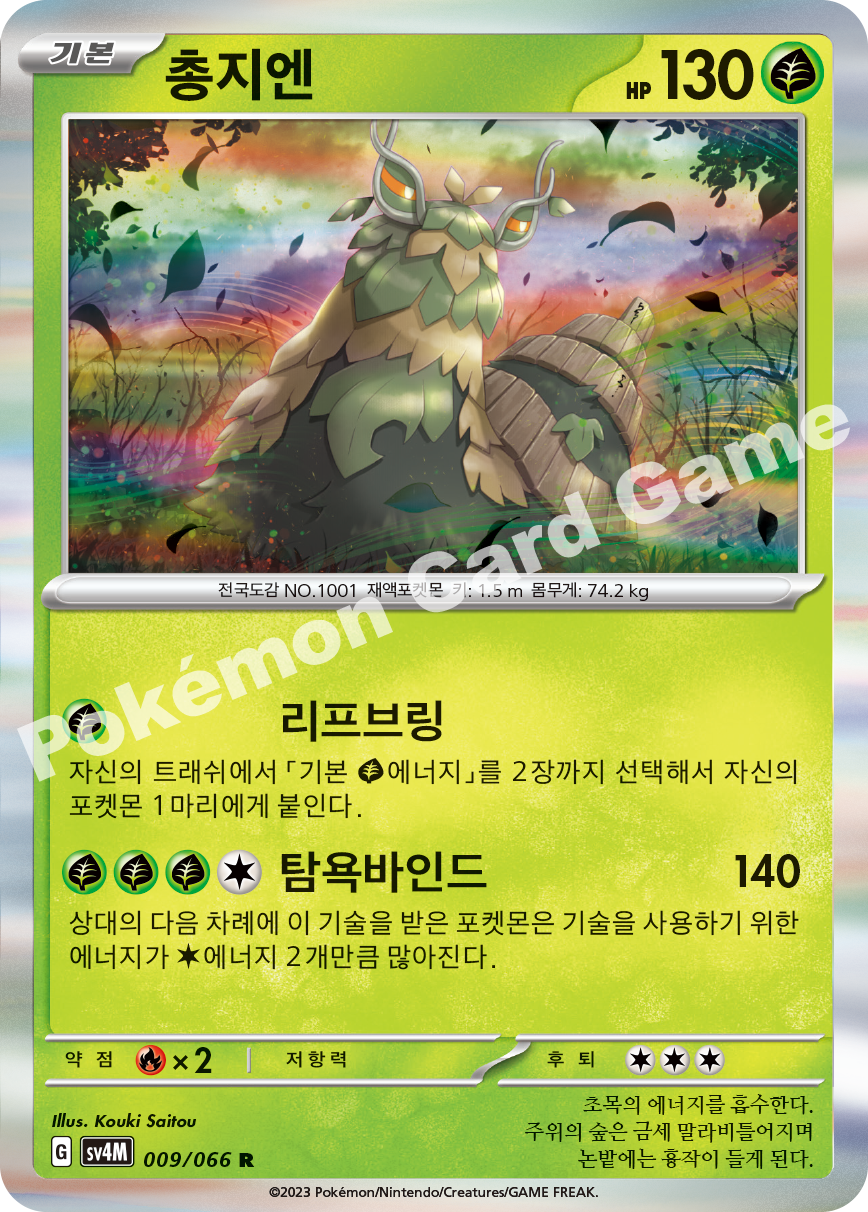 기본
총지엔
HP 130
전국도감 NO.1001 재액포켓몬 키: 1.5 m 몸무게: 74.2 kg
Pokémon Card Game
리프브링
자신의 트래쉬에서 「기본 에너지」를 2장까지 선택해서 자신의
포켓몬 1마리에게 붙인다.
탐욕바인드 140
상대의 다음 차례에 이 기술을 받은 포켓몬은 기술을 사용하기 위한
에너지가 에너지 2개만큼 많아진다.
약점 ×2 저항력 후퇴
Illus. Kouki Saitou
G SV4M 009/066 R
초목의 에너지를 흡수한다.
주위의 숲은 금세 말라비틀어지며
논밭에는 흉작이 들게 된다.
©2023 Pokémon/Nintendo/Creatures/GAME FREAK.